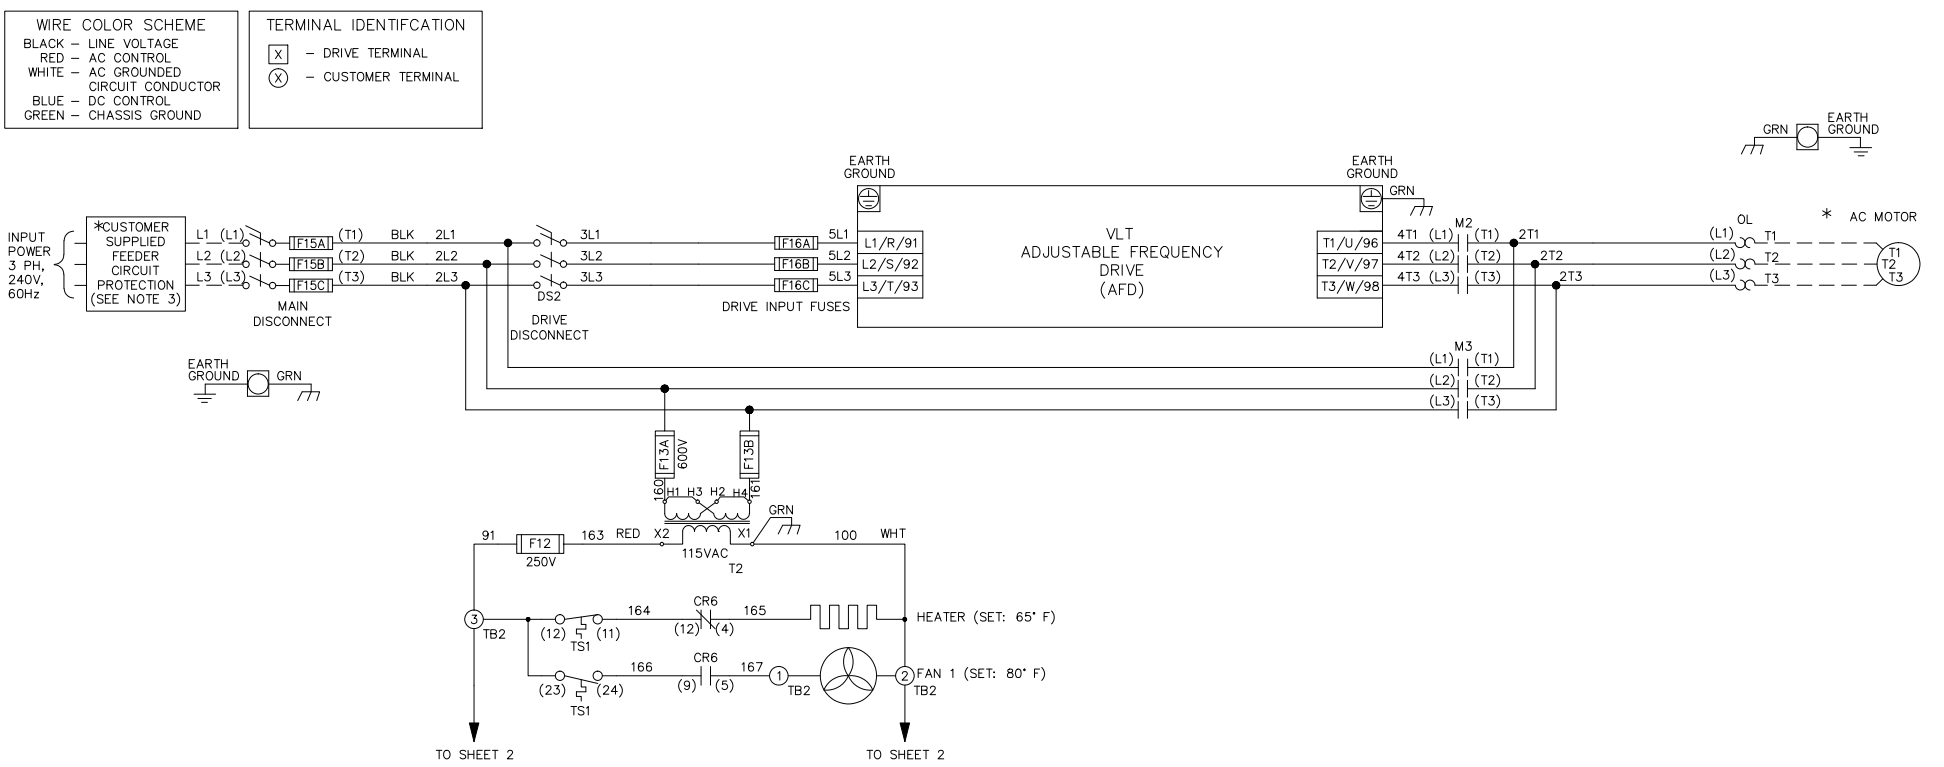 WIRE COLOR SCHEME
BLACK – LINE VOLTAGE
RED – AC CONTROL
WHITE – AC GROUNDED
CIRCUIT CONDUCTOR
BLUE – DC CONTROL
GREEN – CHASSIS GROUND
TERMINAL IDENTIFCATION
X – DRIVE TERMINAL
X – CUSTOMER TERMINAL
GRN
EARTH
GROUND
INPUT
POWER
3 PH,
240V,
60Hz
*CUSTOMER
SUPPLIED
FEEDER
CIRCUIT
PROTECTION
(SEE NOTE 3)
L1 (L1) F15A (T1) BLK 2L1 3L1 F16A 5L1
L2 (L2) F15B (T2) BLK 2L2 3L2 F16B 5L2
L3 (L3) F15C (T3) BLK 2L3 3L3 F16C 5L3
MAIN
DISCONNECT
DS2
DRIVE
DISCONNECT
DRIVE INPUT FUSES
EARTH
GROUND
L1/R/91
L2/S/92
L3/T/93
VLT
ADJUSTABLE FREQUENCY
DRIVE
(AFD)
EARTH
GROUND
GRN
T1/U/96
T2/V/97
T3/W/98
M2
4T1 (L1) (T1) 2T1
4T2 (L2) (T2) 2T2
4T3 (L3) (T3) 2T3
OL
(L1) T1
(L2) T2
(L3) T3
* AC MOTOR
T1
T2
T3
M3
(L1) (T1)
(L2) (T2)
(L3) (T3)
EARTH
GROUND
GRN
F13A
600V
F13B
160
161
H1 H3 H2 H4
GRN
91 F12 163 RED X2 X1 100 WHT
250V
115VAC
T2
3
TB2
164 CR6 165
(12) (11) (12) (4)
TS1
HEATER (SET: 65° F)
166 CR6 167
(23) (24) (9) (5)
TS1
1
TB2
2
TB2
FAN 1 (SET: 80° F)
TO SHEET 2
TO SHEET 2